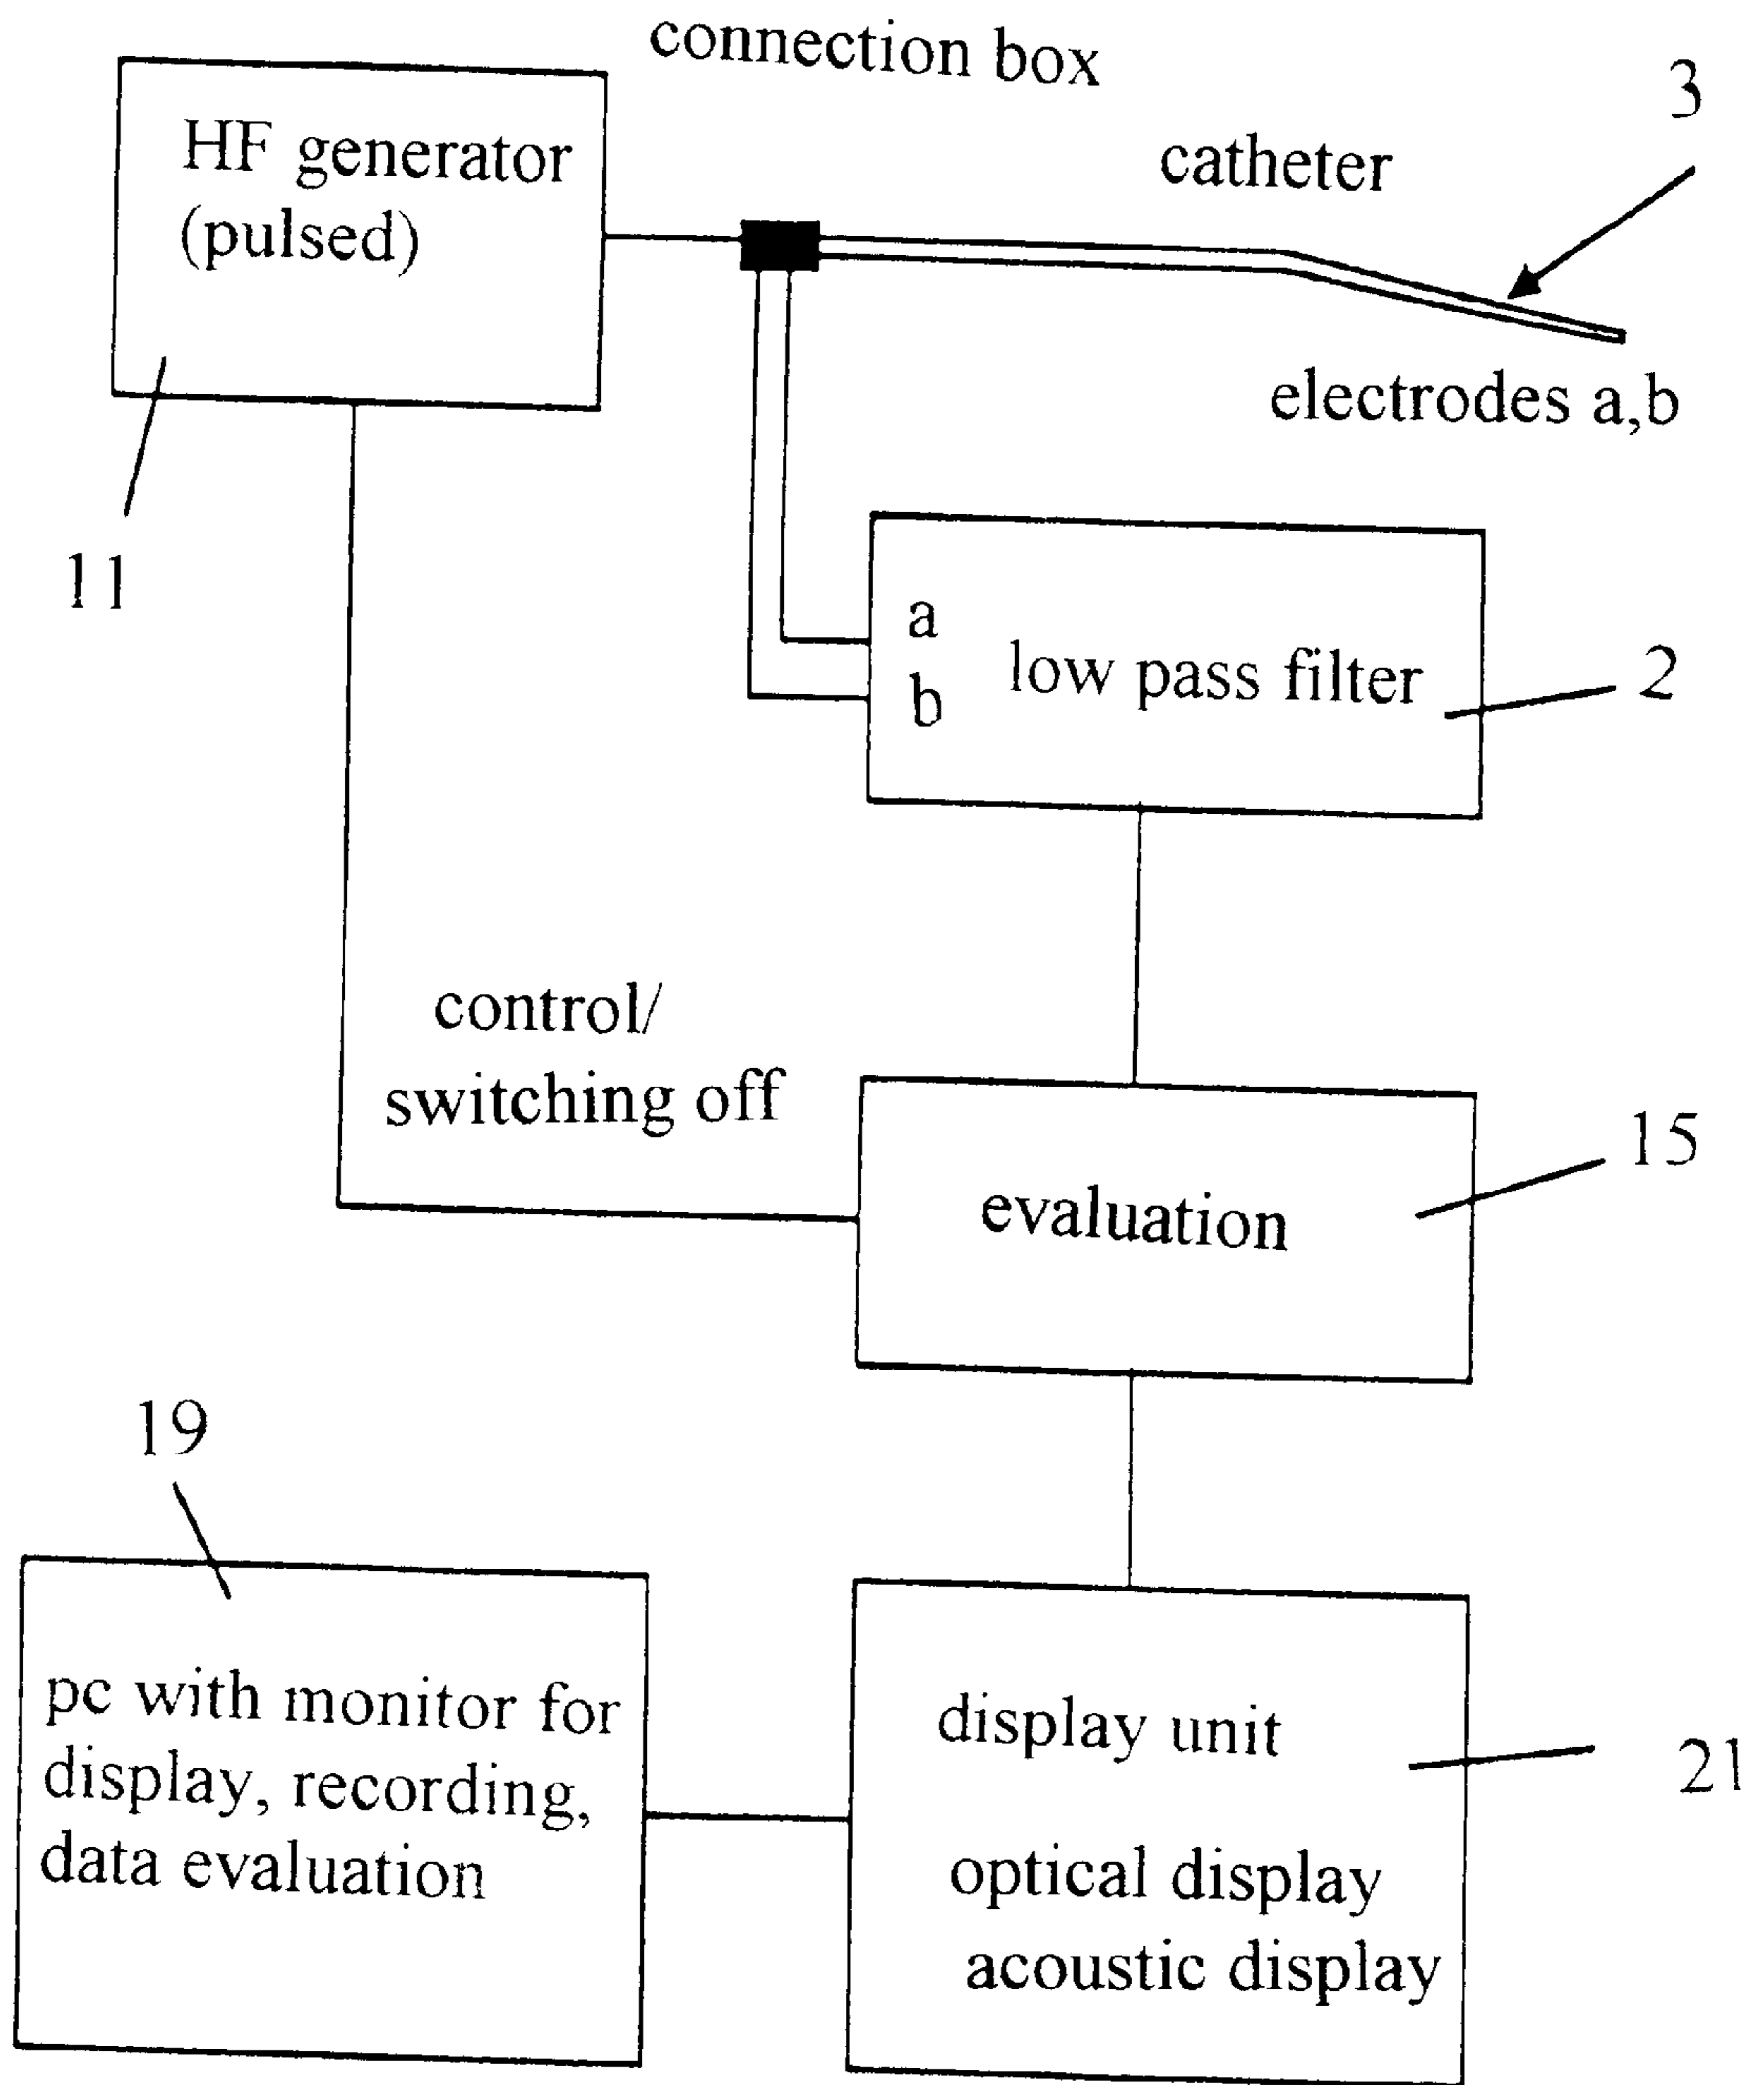 connection box
HF generator
(pulsed)
3
catheter
electrodes a,b
11
a
b
low pass filter
2
control/
switching off
evaluation
15
19
pc with monitor for
display, recording,
data evaluation
display unit
optical display
acoustic display
21